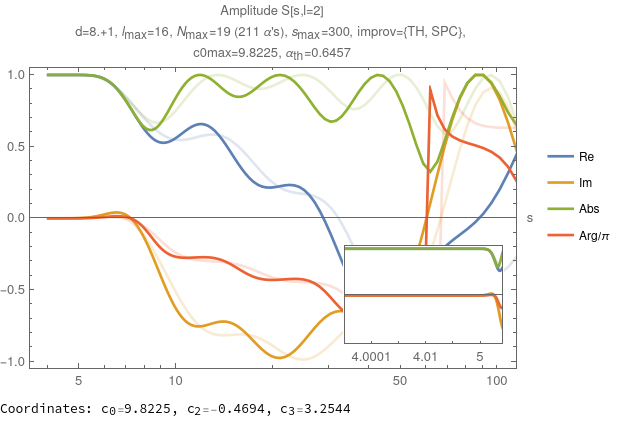 Amplitude S[s,l=2]
d=8.+1, lmax=16, Nmax=19 (211 α's), smax=300, improv={TH, SPC},
c0max=9.8225, αth=0.6457
1.0
0.5
0.0
-0.5
-1.0
5
10
50
100
s
4.0001
4.01
5
Re
Im
Abs
Arg/π
Coordinates: c0=9.8225, c2=-0.4694, c3=3.2544